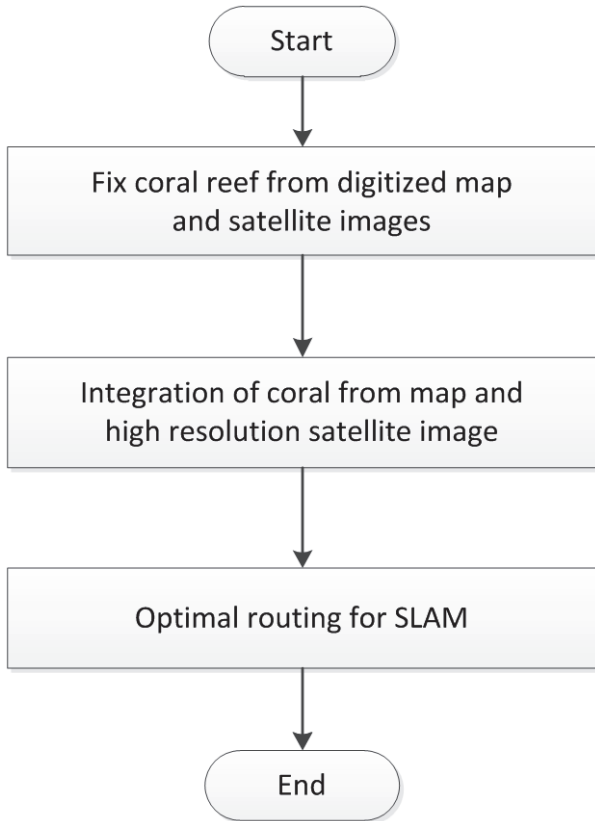 Start
Fix coral reef from digitized map
and satellite images
Integration of coral from map and
high resolution satellite image
Optimal routing for SLAM
End